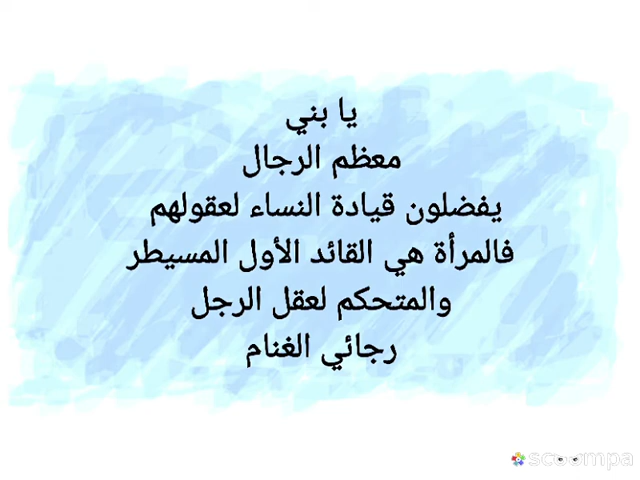 يا بني
معظم الرجال
يفضلون قيادة النساء لعقولهم
فالمرأة هي القائد الأول المسيطر
والمتحكم لعقل الرجل
رجائي الغنام
scoompa